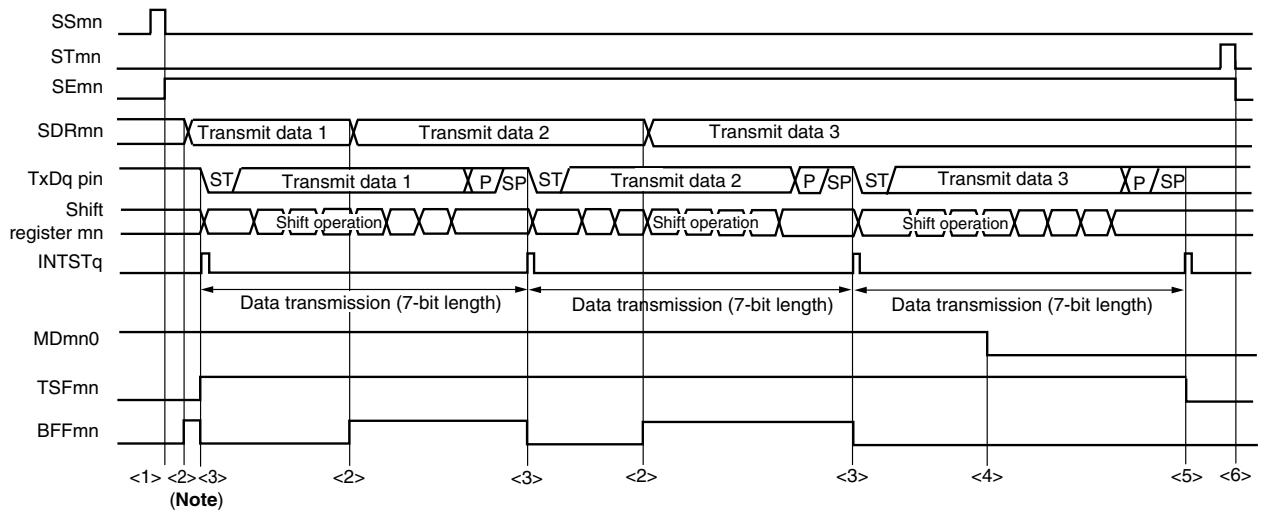 SSmn
STmn
SEmn
SDRmn Transmit data 1 Transmit data 2 Transmit data 3
TxDq pin ST Transmit data 1 P SP ST Transmit data 2 P SP ST Transmit data 3 P SP
Shift
register mn Shift operation Shift operation Shift operation
INTSTq
Data transmission (7-bit length) Data transmission (7-bit length) Data transmission (7-bit length)
MDmn0
TSFmn
BFFmn
<1> <2> <3> <2> <3> <2> <3> <4> <5> <6>
(Note)